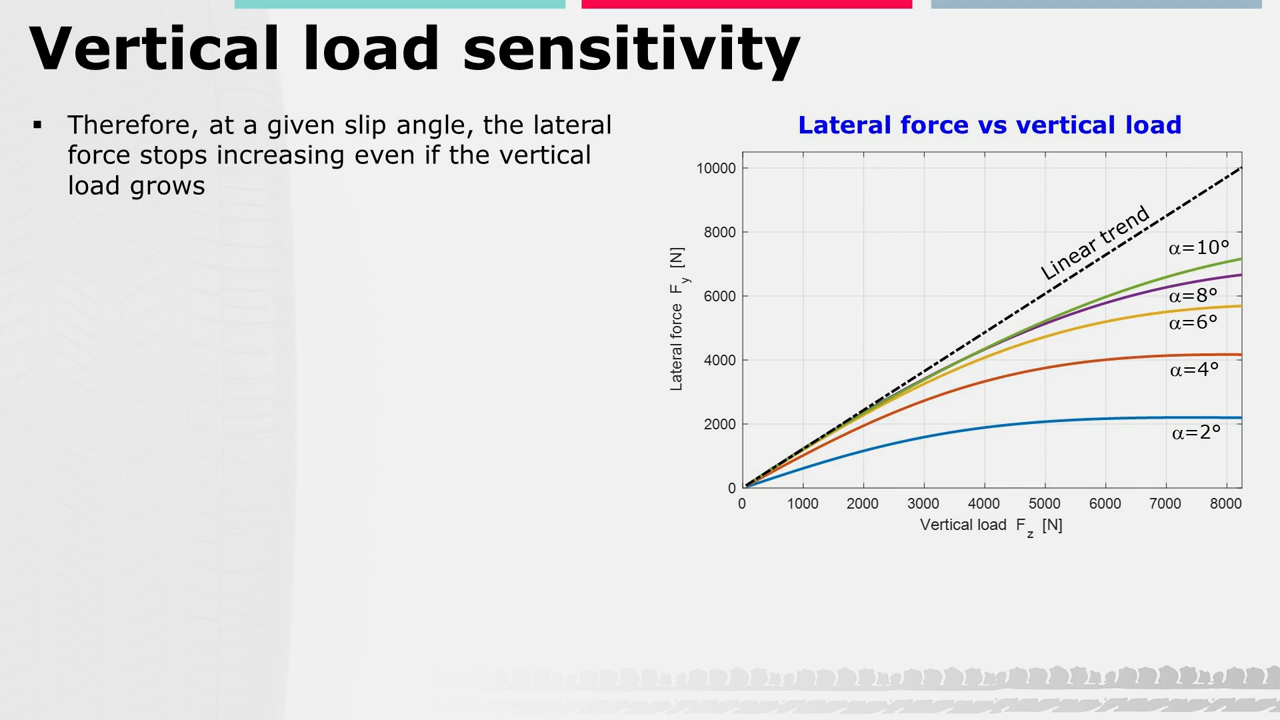 Vertical load sensitivity
▪ Therefore, at a given slip angle, the lateral
force stops increasing even if the vertical
load grows
Lateral force vs vertical load
10000
8000
6000
4000
2000
0
Lateral force Fy [N]
Linear trend
α=10°
α=8°
α=6°
α=4°
α=2°
0 1000 2000 3000 4000 5000 6000 7000 8000
Vertical load Fz [N]